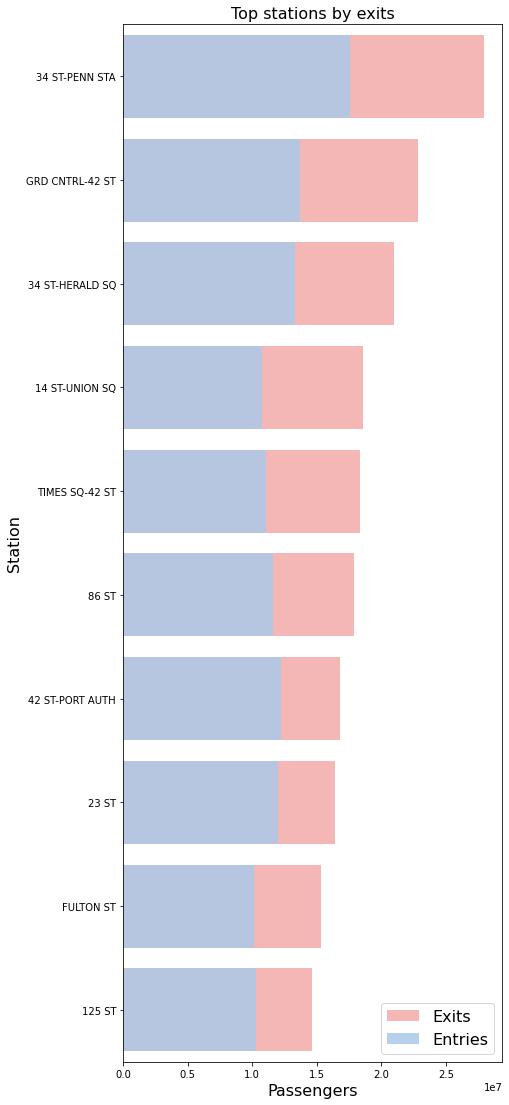 Top stations by exits
34 ST-PENN STA
GRD CNTRL-42 ST
34 ST-HERALD SQ
14 ST-UNION SQ
TIMES SQ-42 ST
Station
86 ST
42 ST-PORT AUTH
23 ST
FULTON ST
125 ST
Exits
Entries
0.0 0.5 1.0 1.5 2.0 2.5
1e7
Passengers